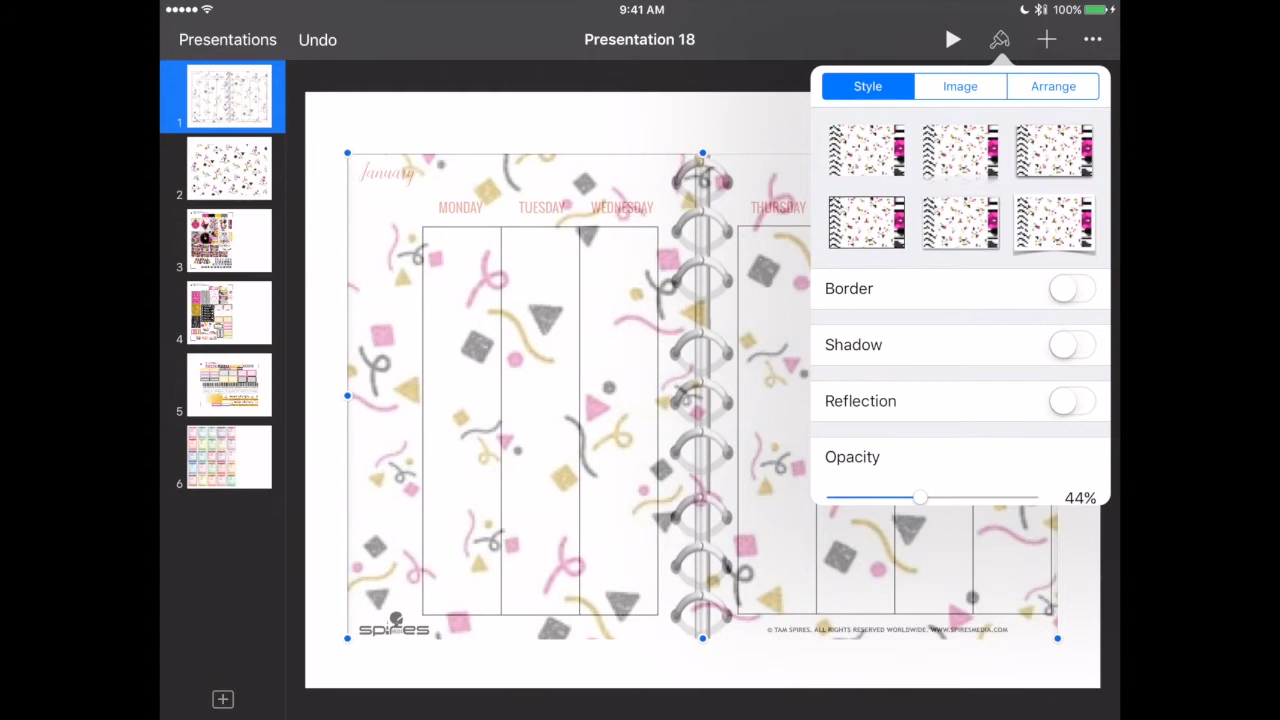 9:41 AM
100%
Presentations Undo Presentation 18
Style Image Arrange
1
2
3
4
5
6
January
MONDAY TUESDAY WEDNESDAY THURSDAY
Border
Shadow
Reflection
Opacity
44%
spires
© TAM SPIRES. ALL RIGHTS RESERVED WORLDWIDE. WWW.SPIRESMEDIA.COM